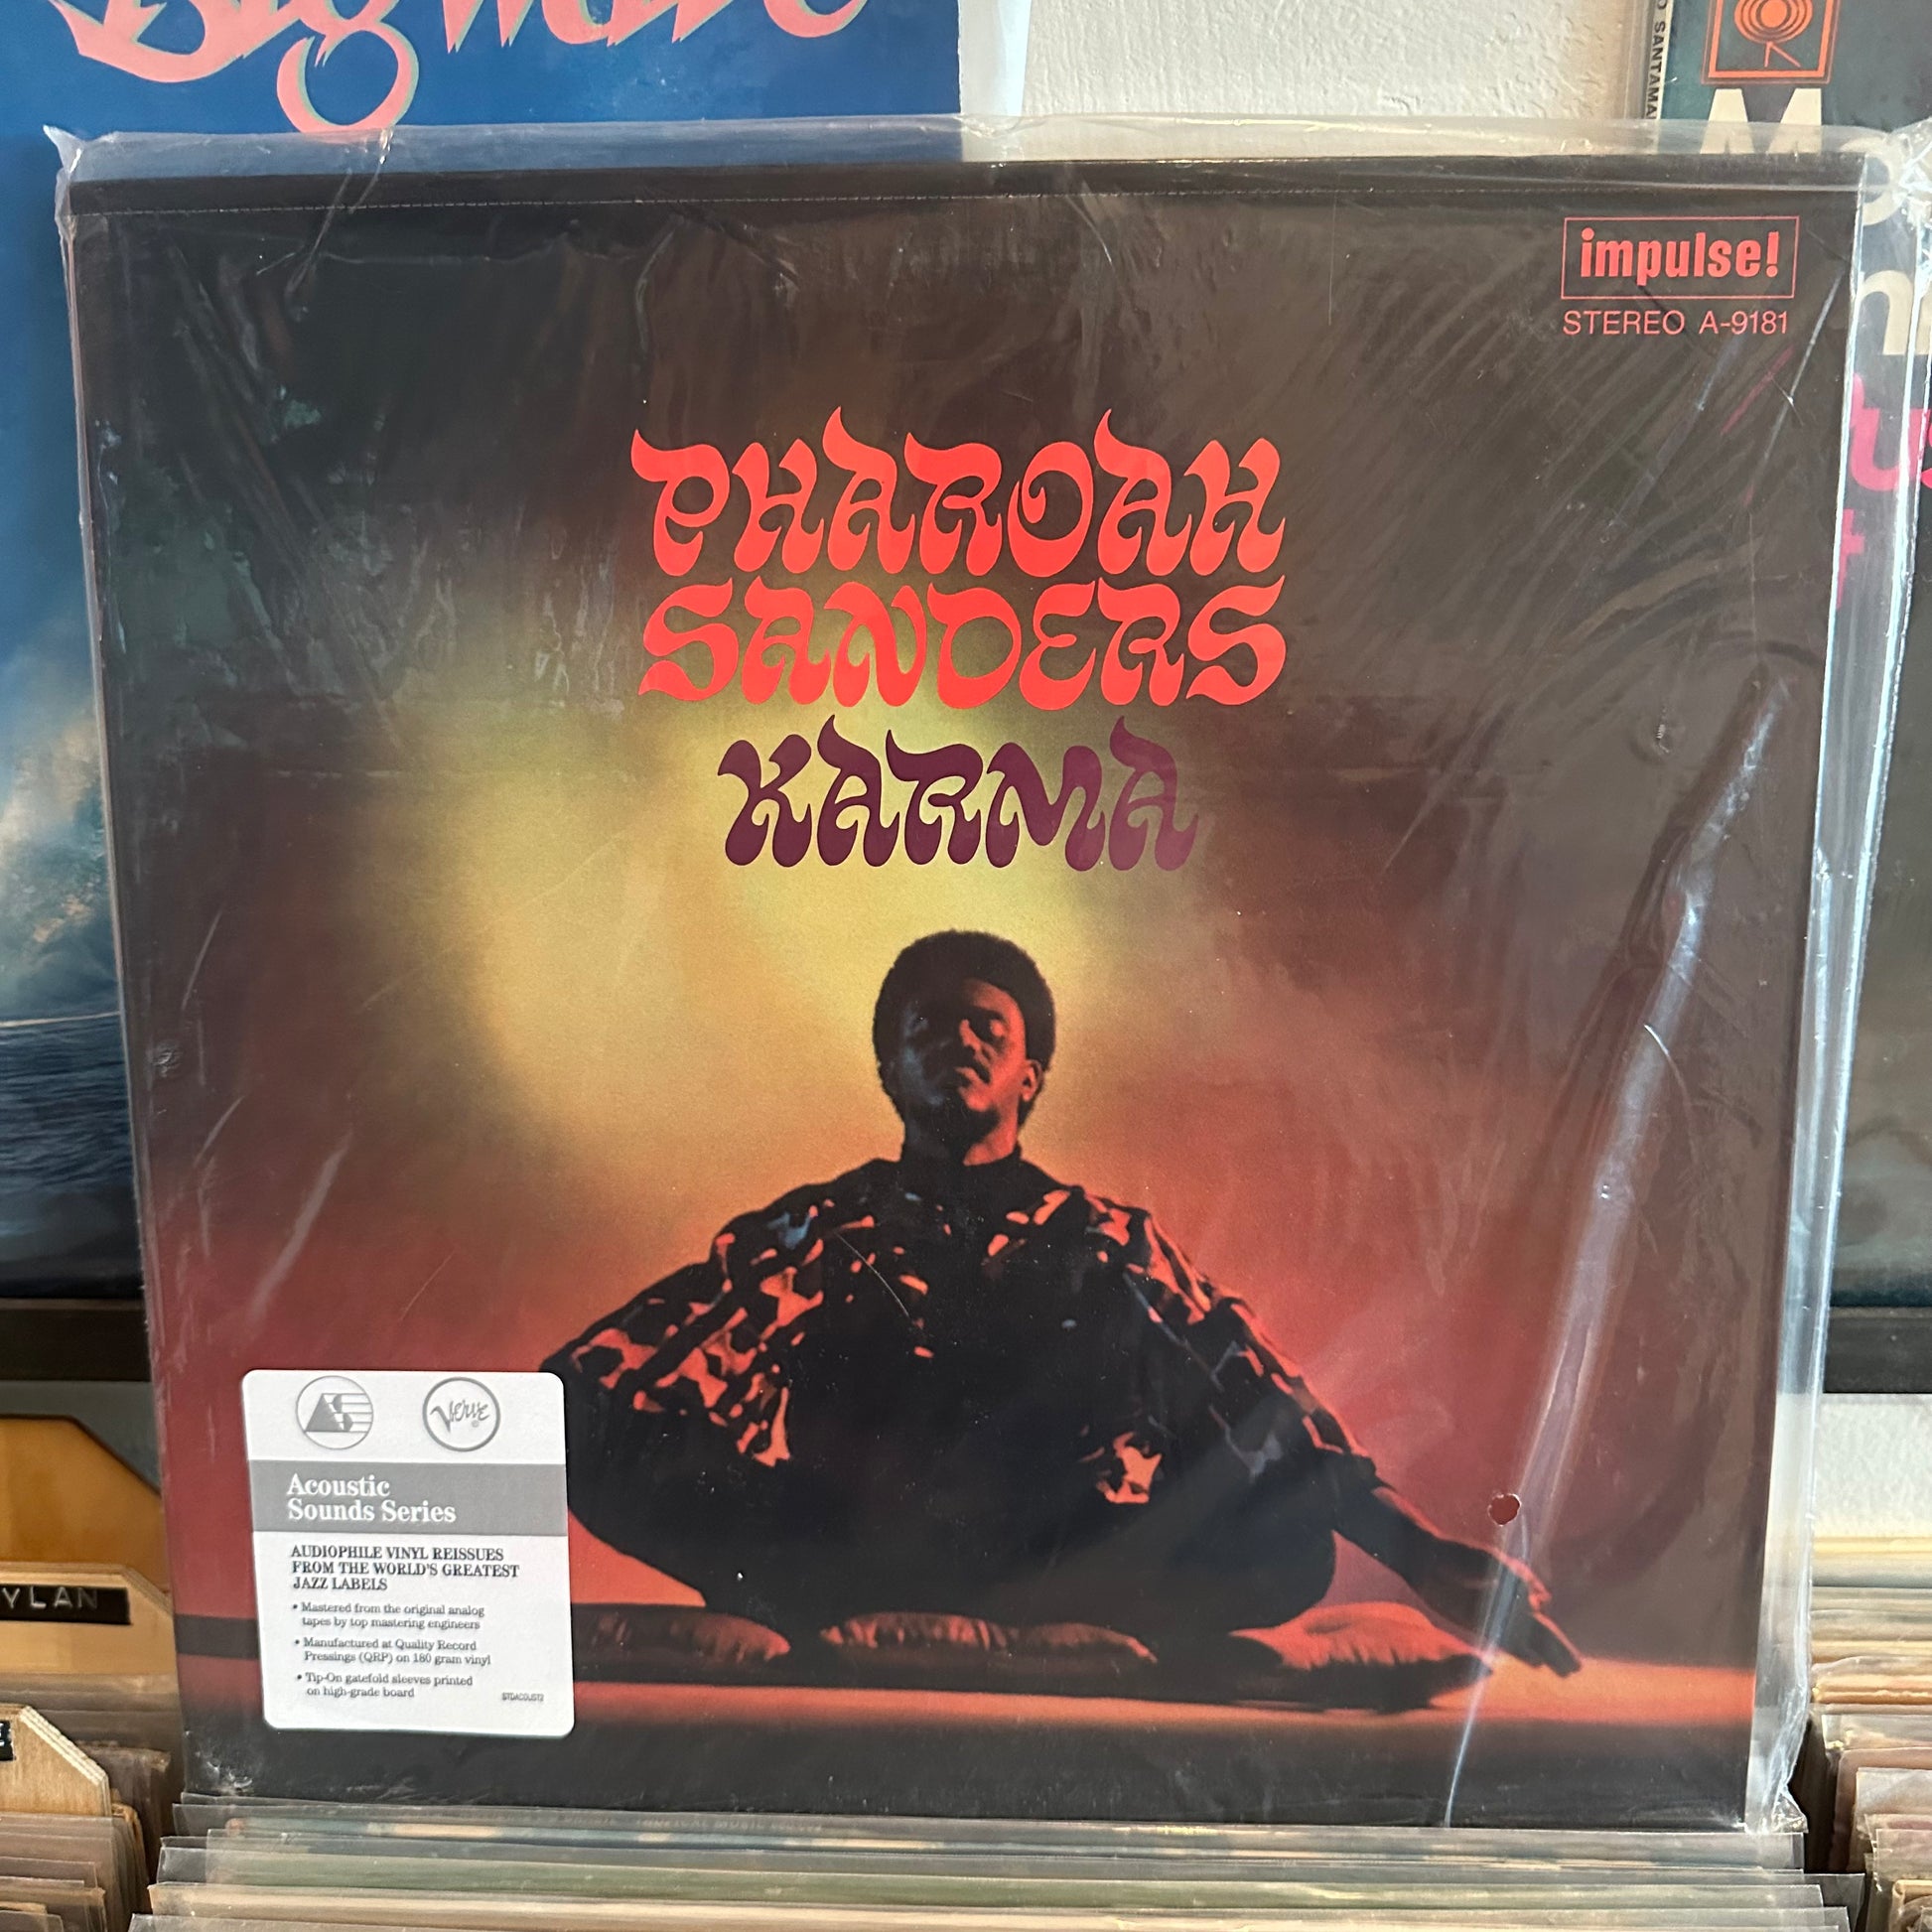 impulse!
STEREO A-9181
PHAROAH
SANDERS
KARMA
AS
Verve
Acoustic
Sounds Series
AUDIOPHILE VINYL REISSUES
FROM THE WORLD'S GREATEST
JAZZ LABELS
• Mastered from the original analog
tapes by top mastering engineers
• Manufactured at Quality Record
Pressings (QRP) on 180 gram vinyl
• Tip-On gatefold sleeves printed
on high-grade board
YLAN